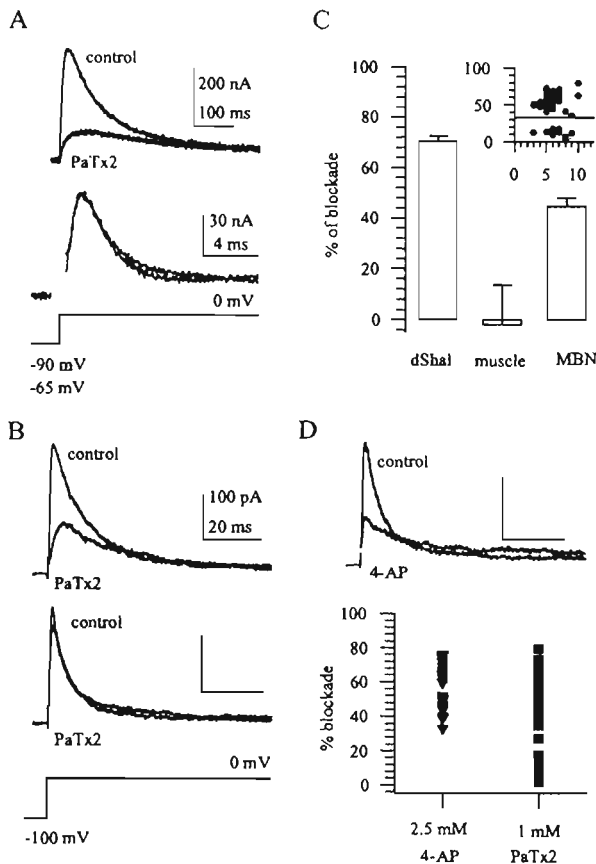 A
control
200 nA
100 ms
PaTx2
30 nA
4 ms
0 mV
-90 mV
-65 mV
B
control
100 pA
20 ms
PaTx2
control
PaTx2
0 mV
-100 mV
C
% of blockade
100
80
60
40
20
0
dShal
muscle
MBN
100
50
0
0
5
10
D
control
4-AP
% blockade
100
80
60
40
20
0
2.5 mM
4-AP
1 mM
PaTx2